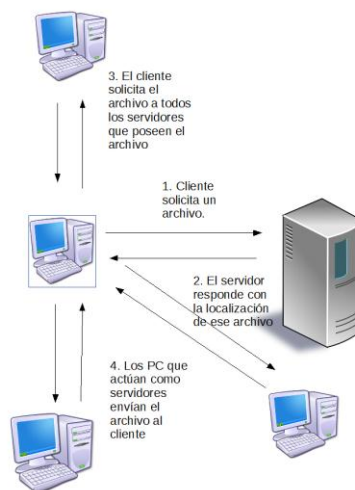 3. El cliente
solicita el
archivo a todos
los servidores
que poseen el
archivo
1. Cliente
solicita un
archivo.
2. El servidor
responde con
la localización
de ese archivo
4. Los PC que
actúan como
servidores
envían el
archivo al
cliente